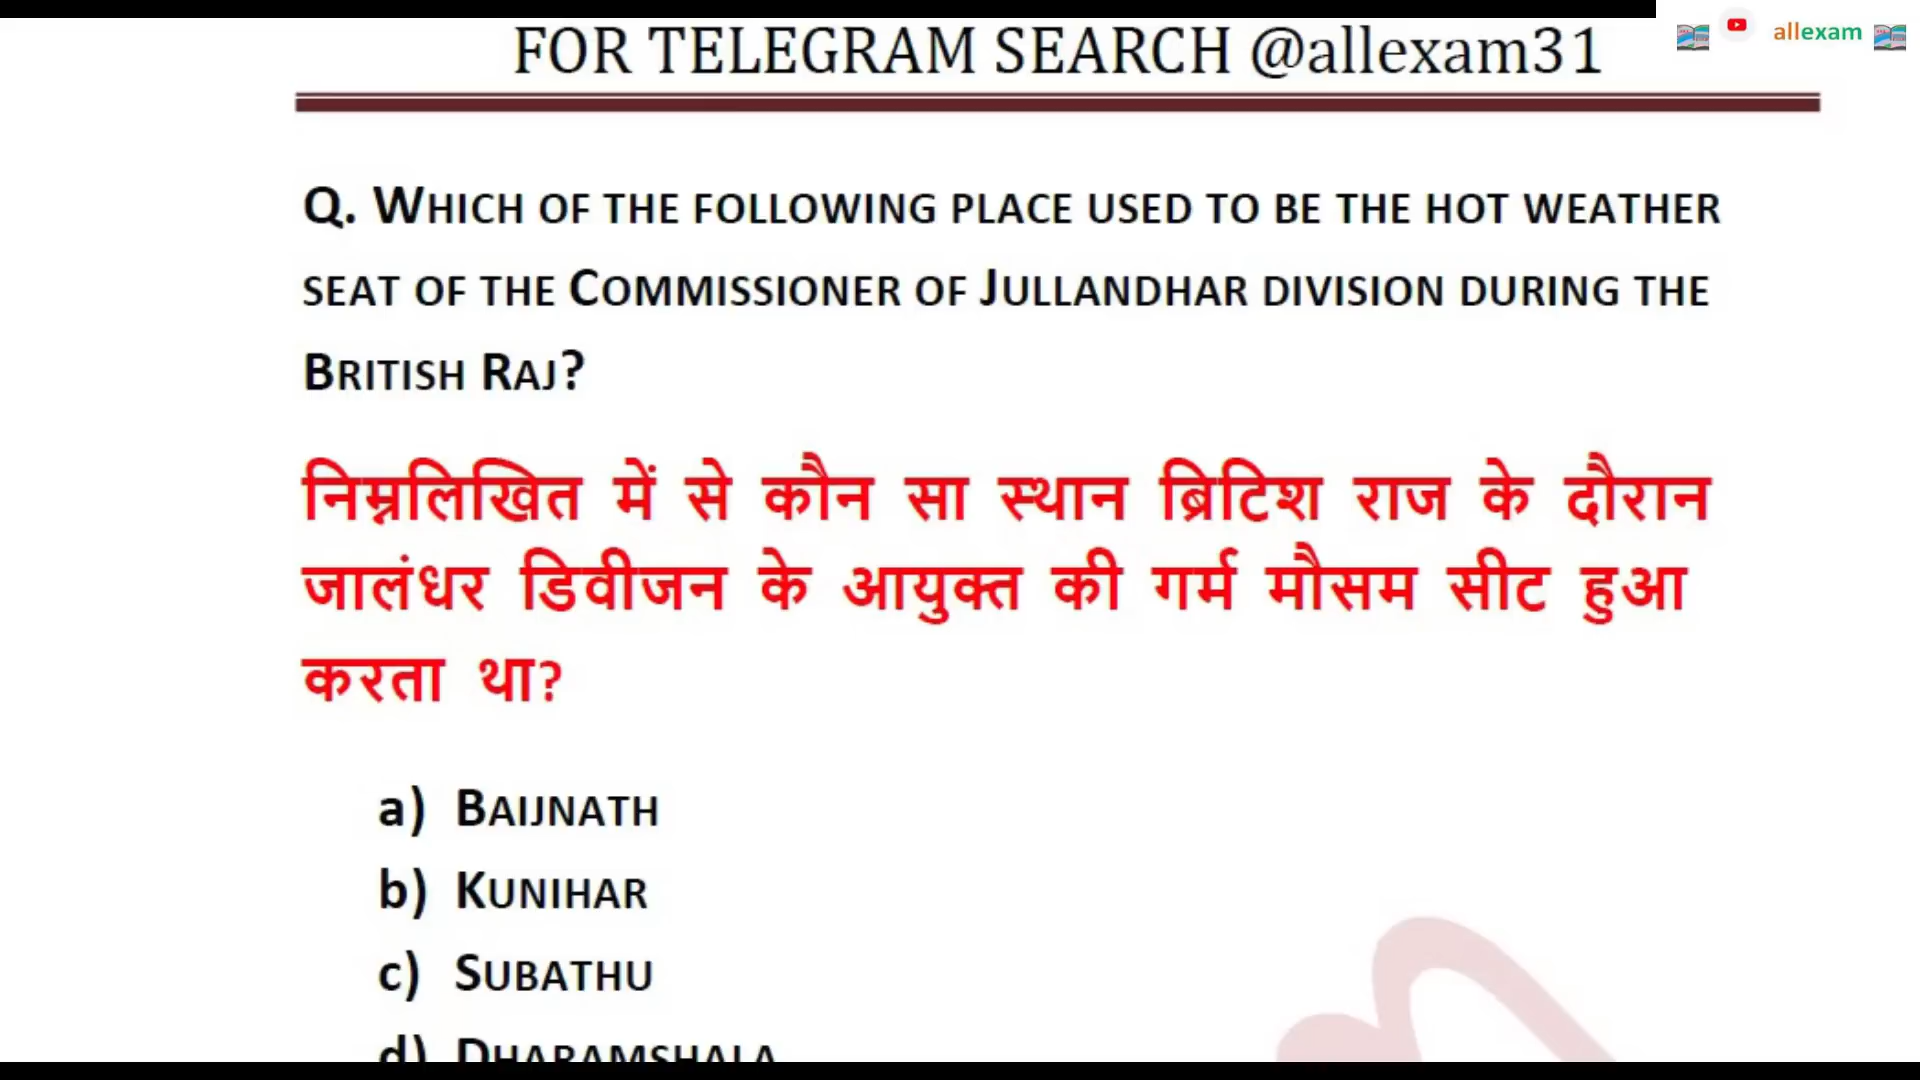 FOR TELEGRAM SEARCH @allexam31
allexam
Q. WHICH OF THE FOLLOWING PLACE USED TO BE THE HOT WEATHER
SEAT OF THE COMMISSIONER OF JULLANDHAR DIVISION DURING THE
BRITISH RAJ?
निम्नलिखित में से कौन सा स्थान ब्रिटिश राज के दौरान
जालंधर डिवीजन के आयुक्त की गर्म मौसम सीट हुआ
करता था?
a) BAIJNATH
b) KUNIHAR
c) SUBATHU
d) DHARAMSHALA